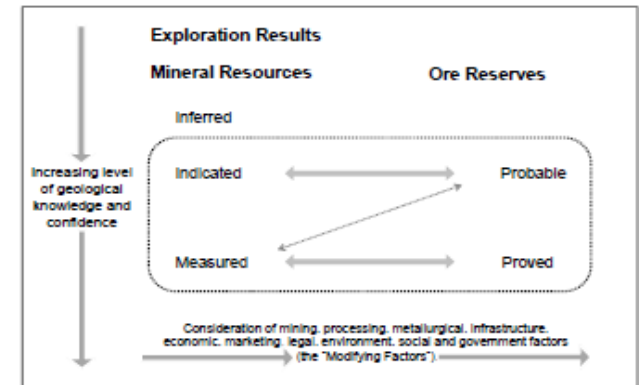 Exploration Results
Mineral Resources Ore Reserves
Inferred
Increasing level
of geological
knowledge and
confidence
Indicated Probable
Measured Proved
Consideration of mining, processing, metallurgical, infrastructure,
economic, marketing, legal, environment, social and government factors
(the "Modifying Factors").